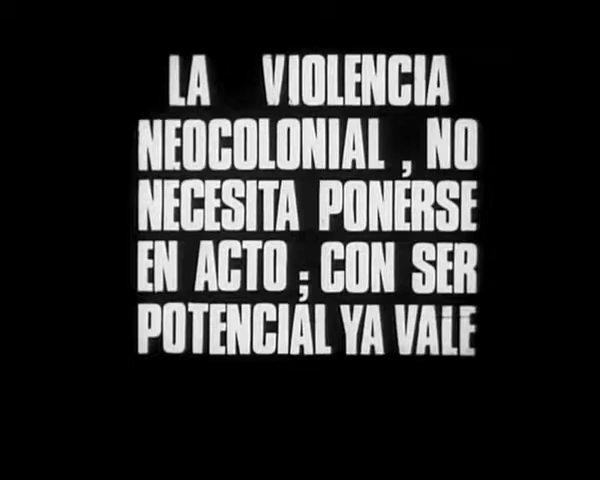 LA VIOLENCIA
NEOCOLONIAL , NO
NECESITA PONERSE
EN ACTO ; CON SER
POTENCIAL YA VALE